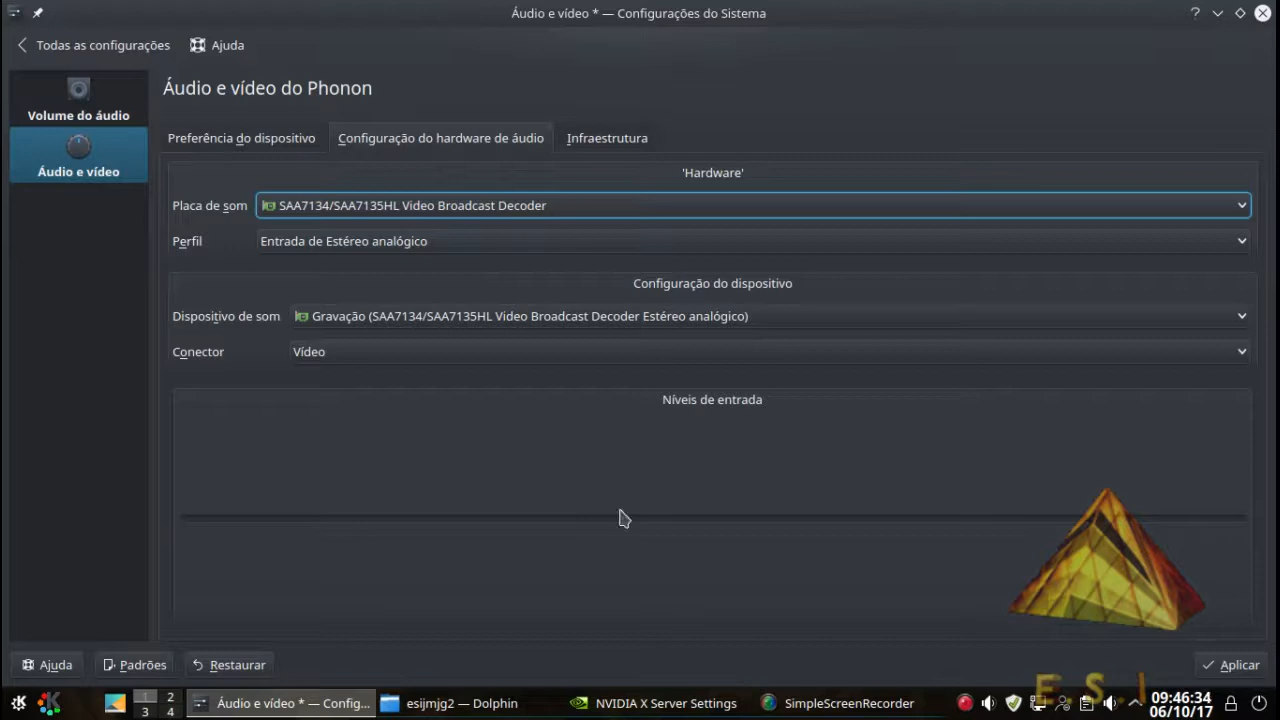 Áudio e vídeo * — Configurações do Sistema
?
Todas as configurações Ajuda
Volume do áudio
Áudio e vídeo
Áudio e vídeo do Phonon
Preferência do dispositivo Configuração do hardware de áudio Infraestrutura
'Hardware'
Placa de som SAA7134/SAA7135HL Video Broadcast Decoder
Perfil Entrada de Estéreo analógico
Configuração do dispositivo
Dispositivo de som Gravação (SAA7134/SAA7135HL Video Broadcast Decoder Estéreo analógico)
Conector Vídeo
Níveis de entrada
Ajuda Padrões Restaurar Aplicar
E S . I
1 2
3 4
Áudio e vídeo * — Config... esijmjg2 — Dolphin NVIDIA X Server Settings SimpleScreenRecorder
09:46:34
06/10/17